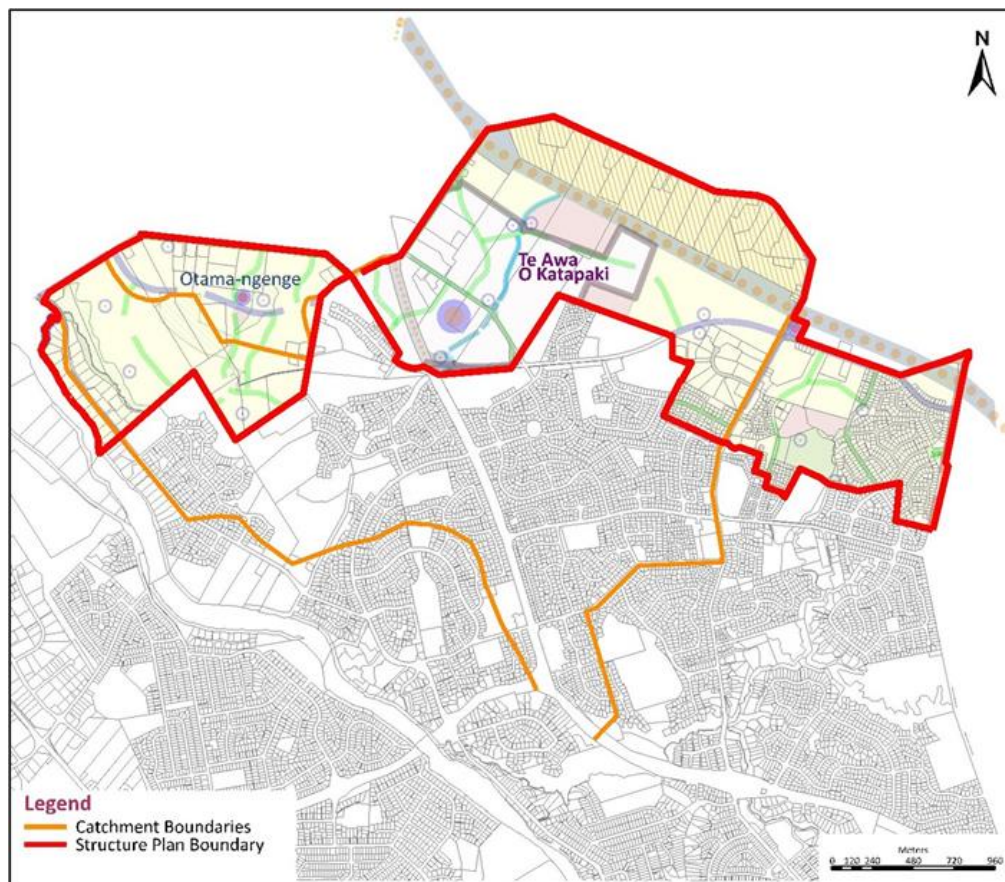 N
Te Awa
O Katapaki
Otama-ngenge
Legend
Catchment Boundaries
Structure Plan Boundary
Meters
0 120 240 480 720 960